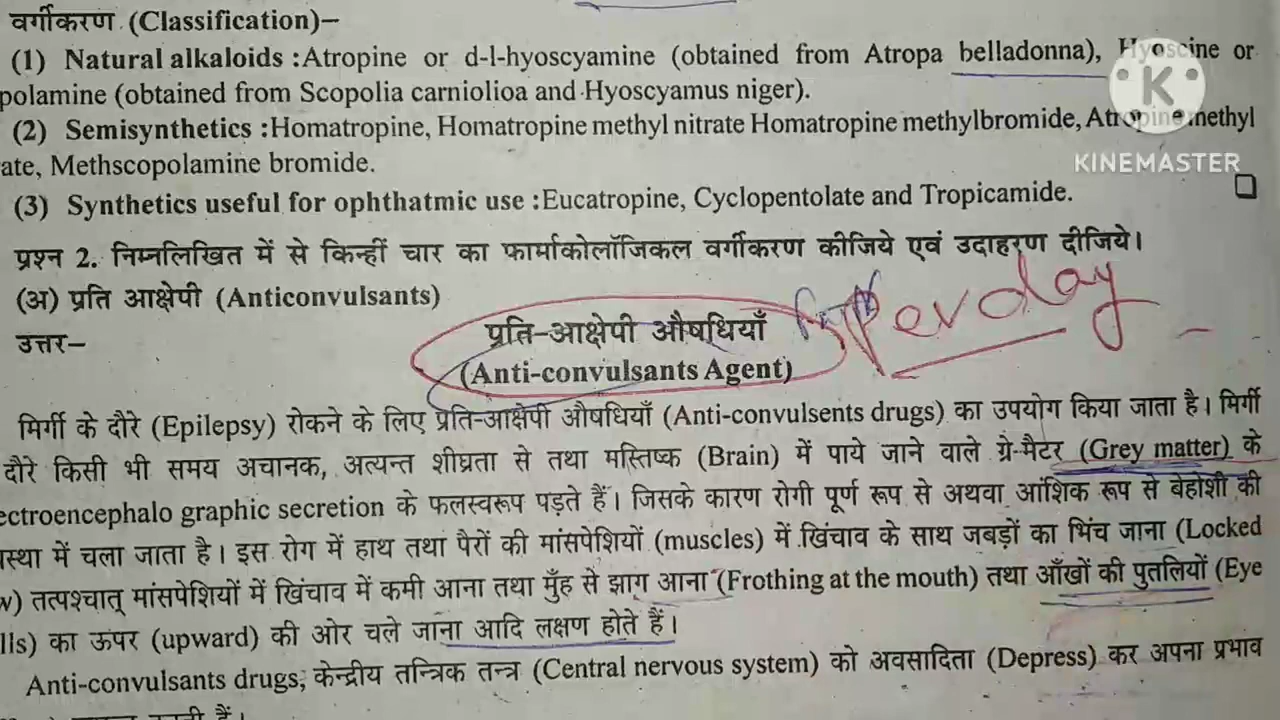 वर्गीकरण (Classification)–
(1) Natural alkaloids :Atropine or d-l-hyoscyamine (obtained from Atropa belladonna), Hyoscine or
polamine (obtained from Scopolia carniolioa and Hyoscyamus niger).
(2) Semisynthetics :Homatropine, Homatropine methyl nitrate Homatropine methylbromide, Atropine methyl
ate, Methscopolamine bromide.
(3) Synthetics useful for ophthatmic use :Eucatropine, Cyclopentolate and Tropicamide.
K
KINEMASTER
प्रश्न 2. निम्नलिखित में से किन्हीं चार का फार्माकोलॉजिकल वर्गीकरण कीजिये एवं उदाहरण दीजिये।
(अ) प्रति आक्षेपी (Anticonvulsants)
उत्तर–
प्रति-आक्षेपी औषधियाँ
(Anti-convulsants Agent)
Perday
मिर्गी के दौरे (Epilepsy) रोकने के लिए प्रति-आक्षेपी औषधियाँ (Anti-convulsents drugs) का उपयोग किया जाता है। मिर्गी
दौरे किसी भी समय अचानक, अत्यन्त शीघ्रता से तथा मस्तिष्क (Brain) में पाये जाने वाले ग्रे-मैटर (Grey matter) के
ectroencephalo graphic secretion के फलस्वरूप पड़ते हैं। जिसके कारण रोगी पूर्ण रूप से अथवा आंशिक रूप से बेहोशी की
स्था में चला जाता है। इस रोग में हाथ तथा पैरों की मांसपेशियों (muscles) में खिंचाव के साथ जबड़ों का भिंच जाना (Locked
w) तत्पश्चात् मांसपेशियों में खिंचाव में कमी आना तथा मुँह से झाग आना (Frothing at the mouth) तथा आँखों की पुतलियों (Eye
lls) का ऊपर (upward) की ओर चले जाना आदि लक्षण होते हैं।
Anti-convulsants drugs, केन्द्रीय तन्त्रिक तन्त्र (Central nervous system) को अवसादिता (Depress) कर अपना प्रभाव